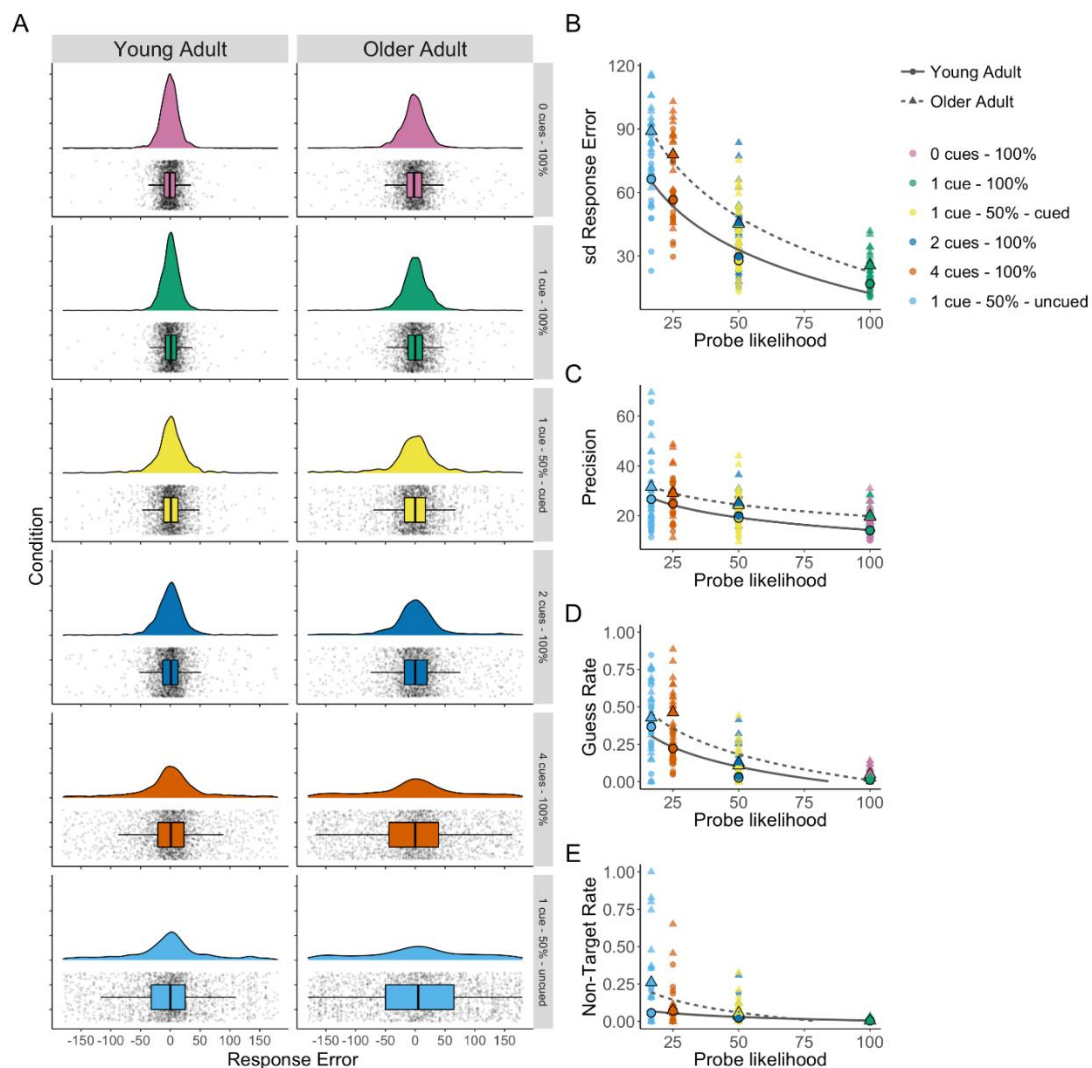 A
Young Adult
Older Adult
0 cues - 100%
1 cue - 100%
1 cue - 50% - cued
2 cues - 100%
4 cues - 100%
1 cue - 50% - uncued
Condition
-150 -100 -50 0 50 100 150
-150 -100 -50 0 50 100 150
Response Error
B
120
90
60
30
sd Response Error
25 50 75 100
Probe likelihood
Young Adult
Older Adult
0 cues - 100%
1 cue - 100%
1 cue - 50% - cued
2 cues - 100%
4 cues - 100%
1 cue - 50% - uncued
C
60
40
20
Precision
25 50 75 100
Probe likelihood
D
1.00
0.75
0.50
0.25
0.00
Guess Rate
25 50 75 100
Probe likelihood
E
1.00
0.75
0.50
0.25
0.00
Non-Target Rate
25 50 75 100
Probe likelihood